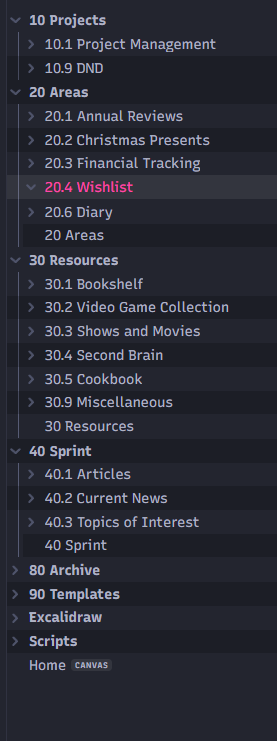 10 Projects
10.1 Project Management
10.9 DND
20 Areas
20.1 Annual Reviews
20.2 Christmas Presents
20.3 Financial Tracking
20.4 Wishlist
20.6 Diary
20 Areas
30 Resources
30.1 Bookshelf
30.2 Video Game Collection
30.3 Shows and Movies
30.4 Second Brain
30.5 Cookbook
30.9 Miscellaneous
30 Resources
40 Sprint
40.1 Articles
40.2 Current News
40.3 Topics of Interest
40 Sprint
80 Archive
90 Templates
Excalidraw
Scripts
Home CANVAS